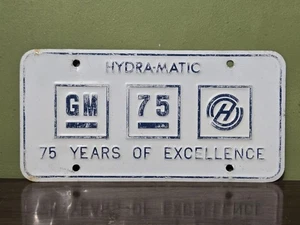 HYDRA-MATIC
GM 75 H
75 YEARS OF EXCELLENCE